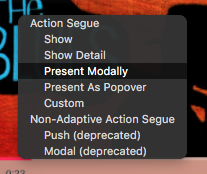 THE
Action Segue
Show
Show Detail
Present Modally
Present As Popover
Custom
Non-Adaptive Action Segue
Push (deprecated)
Modal (deprecated)